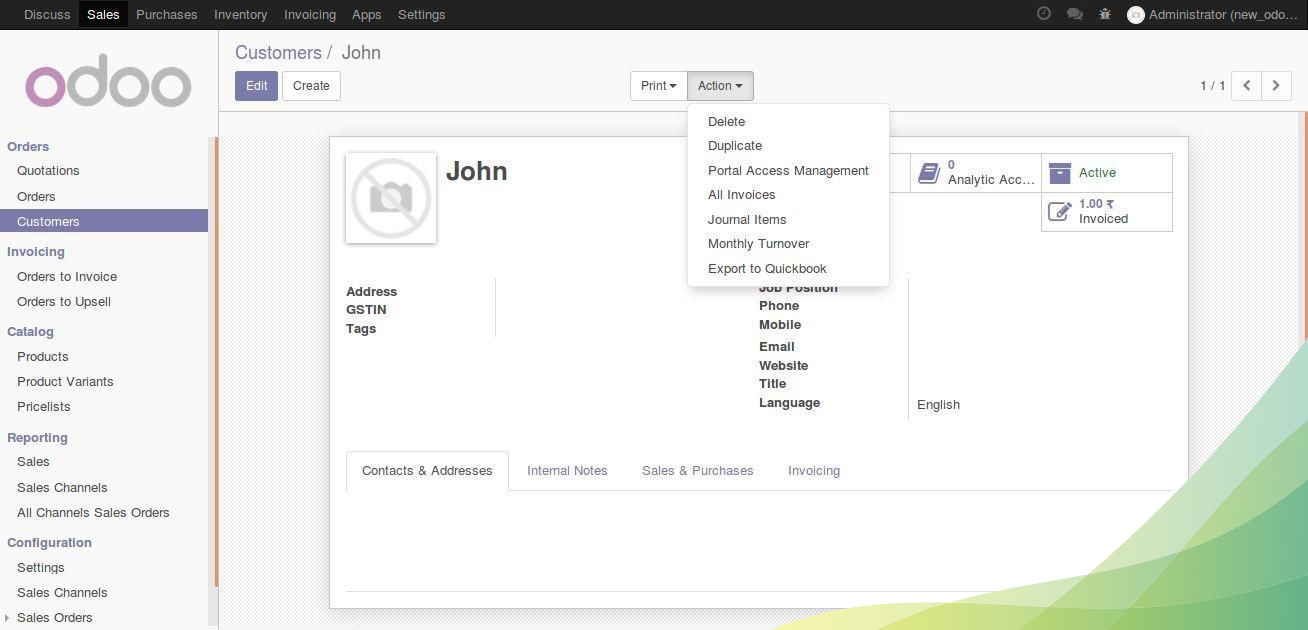 Discuss Sales Purchases Inventory Invoicing Apps Settings Administrator (new_odo...
odoo
Customers / John
Edit Create Print Action 1 / 1
Orders
Quotations
Orders
Customers
Invoicing
Orders to Invoice
Orders to Upsell
Catalog
Products
Product Variants
Pricelists
Reporting
Sales
Sales Channels
All Channels Sales Orders
Configuration
Settings
Sales Channels
Sales Orders
Delete
Duplicate
Portal Access Management
All Invoices
Journal Items
Monthly Turnover
Export to Quickbook
John
0
Analytic Acc...
Active
1.00 ₹
Invoiced
Address
GSTIN
Tags
Job Position
Phone
Mobile
Email
Website
Title
Language English
Contacts & Addresses Internal Notes Sales & Purchases Invoicing